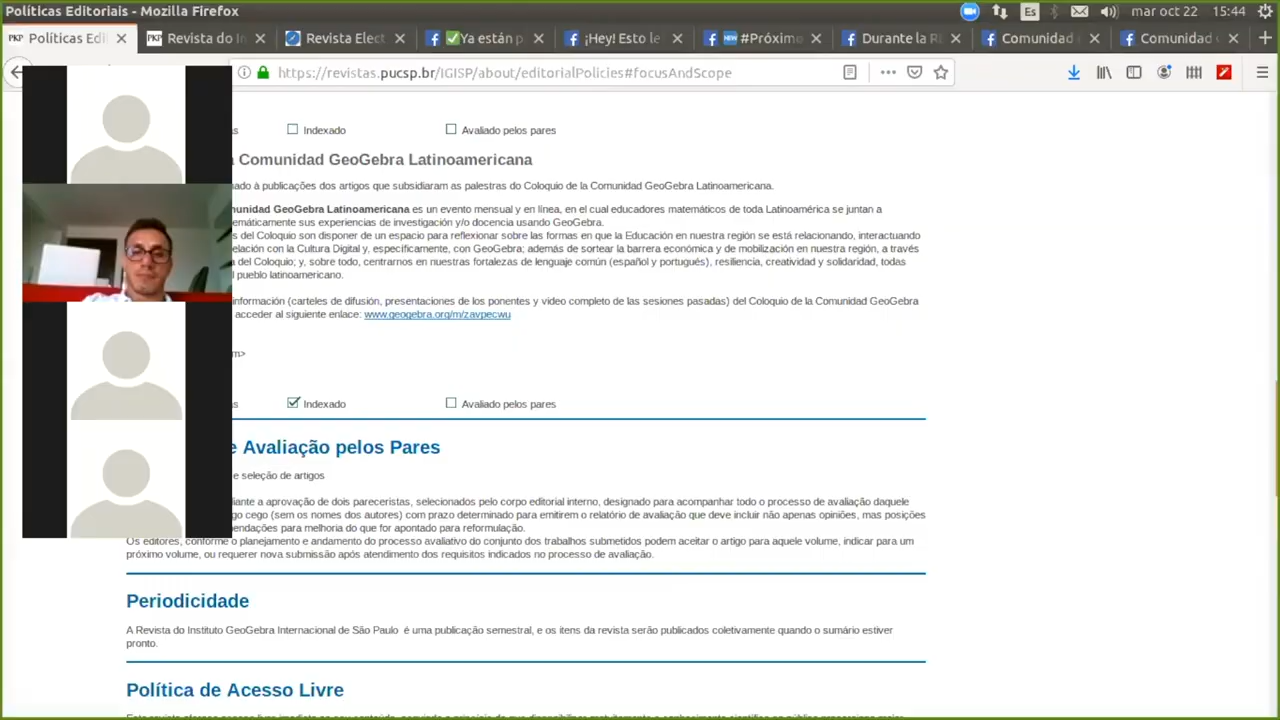 Políticas Editoriais - Mozilla Firefox
Es
mar oct 22
15:44
PKP Políticas Edi
PKP Revista do In
Revista Elect
✅Ya están p
¡Hey! Esto le
NEW #Próximo
Durante la R
Comunidad
Comunidad
https://revistas.pucsp.br/IGISP/about/editorialPolicies#focusAndScope
as Indexado Avaliado pelos pares
a Comunidad GeoGebra Latinoamericana
nado à publicações dos artigos que subsidiaram as palestras do Coloquio de la Comunidad GeoGebra Latinoamericana.
munidad GeoGebra Latinoamericana es un evento mensual y en línea, en el cual educadores matemáticos de toda Latinoamérica se juntan a
temáticamente sus experiencias de investigación y/o docencia usando GeoGebra.
s del Coloquio son disponer de un espacio para reflexionar sobre las formas en que la Educación en nuestra región se está relacionando, interactuando
elación con la Cultura Digital y, específicamente, con GeoGebra; además de sortear la barrera económica y de mobilización en nuestra región, a través
a del Coloquio; y, sobre todo, centrarnos en nuestras fortalezas de lenguaje común (español y portugués), resiliencia, creatividad y solidaridad, todas
l pueblo latinoamericano.
información (carteles de difusión, presentaciones de los ponentes y video completo de las sesiones pasadas) del Coloquio de la Comunidad GeoGebra
acceder al siguiente enlace: www.geogebra.org/m/zavpecwu
m>
as Indexado Avaliado pelos pares
e Avaliação pelos Pares
e seleção de artigos
diante a aprovação de dois pareceristas, selecionados pelo corpo editorial interno, designado para acompanhar todo o processo de avaliação daquele
go cego (sem os nomes dos autores) com prazo determinado para emitirem o relatório de avaliação que deve incluir não apenas opiniões, mas posições
endações para melhoria do que for apontado para reformulação.
Os editores, conforme o planejamento e andamento do processo avaliativo do conjunto dos trabalhos submetidos podem aceitar o artigo para aquele volume, indicar para um
próximo volume, ou requerer nova submissão após atendimento dos requisitos indicados no processo de avaliação.
Periodicidade
A Revista do Instituto GeoGebra Internacional de São Paulo é uma publicação semestral, e os itens da revista serão publicados coletivamente quando o sumário estiver
pronto.
Política de Acesso Livre